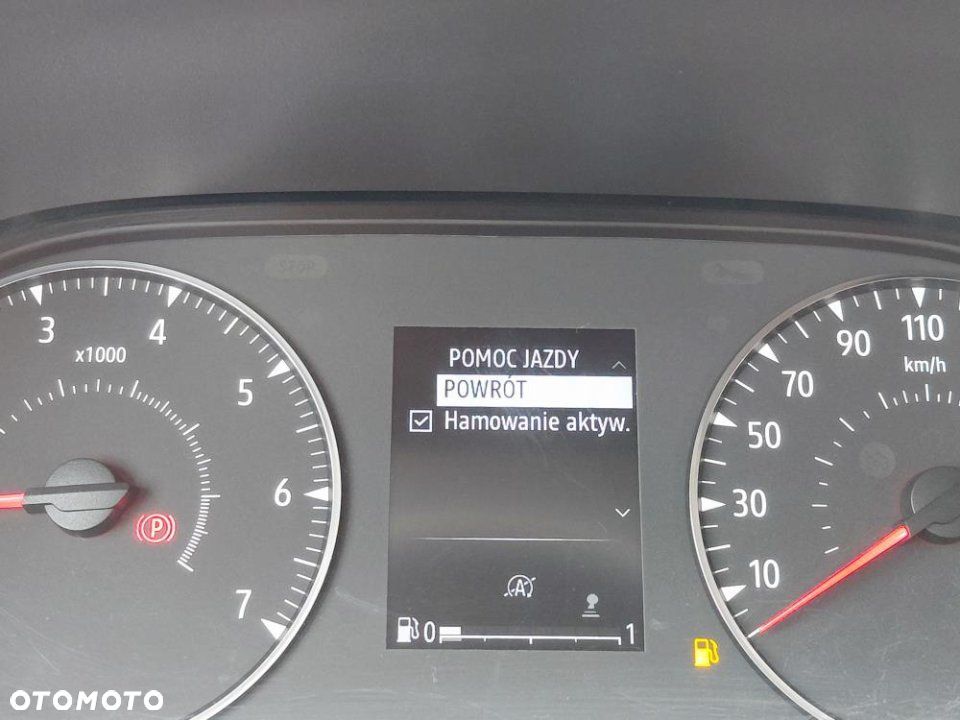 STOP
3
4
x1000
5
6
7
P
POMOC JAZDY
POWRÓT
Hamowanie aktyw.
A
0
1
10
30
50
70
90
110
km/h
OTOMOTO